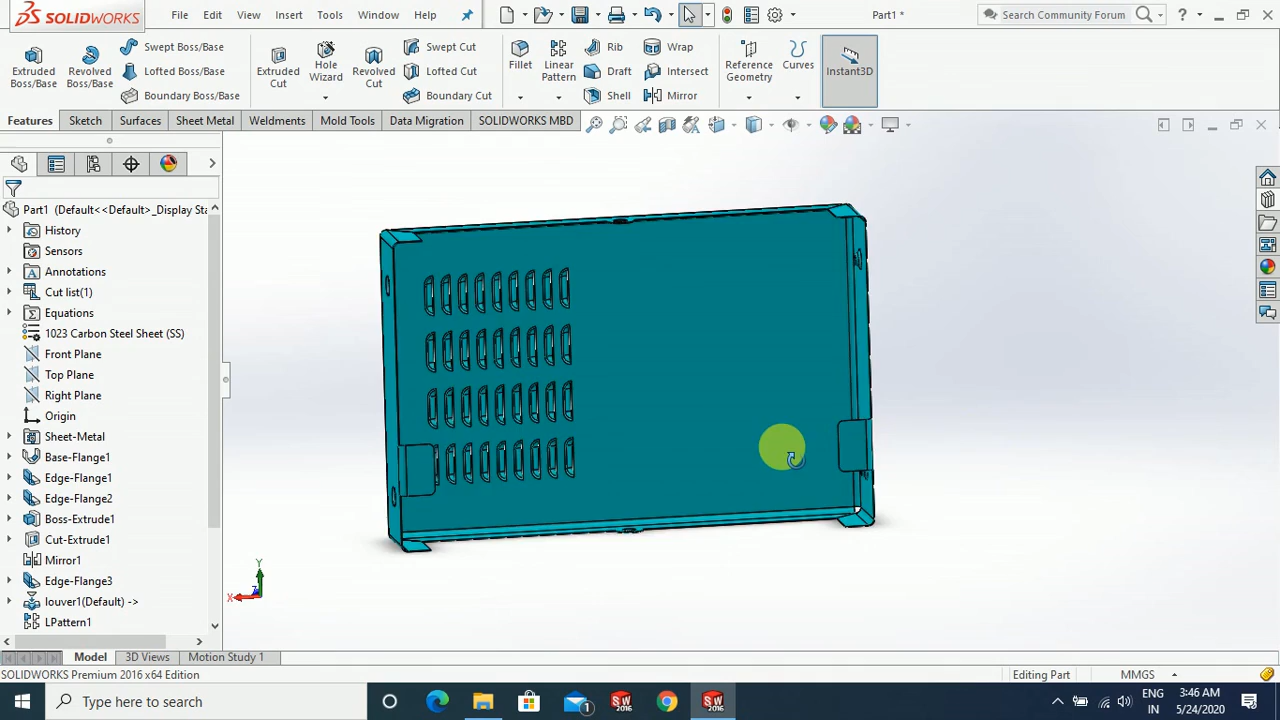 SOLIDWORKS
File Edit View Insert Tools Window Help
Part1 *
Search Community Forum
?
Extruded Boss/Base
Revolved Boss/Base
Swept Boss/Base
Lofted Boss/Base
Boundary Boss/Base
Extruded Cut
Hole Wizard
Revolved Cut
Swept Cut
Lofted Cut
Boundary Cut
Fillet
Linear Pattern
Rib
Draft
Shell
Wrap
Intersect
Mirror
Reference Geometry
Curves
Instant3D
Features Sketch Surfaces Sheet Metal Weldments Mold Tools Data Migration SOLIDWORKS MBD
Part1 (Default<<Default>_Display Sta
History
Sensors
Annotations
Cut list(1)
Equations
1023 Carbon Steel Sheet (SS)
Front Plane
Top Plane
Right Plane
Origin
Sheet-Metal
Base-Flange1
Edge-Flange1
Edge-Flange2
Boss-Extrude1
Cut-Extrude1
Mirror1
Edge-Flange3
louver1(Default) ->
LPattern1
Y
X
Model 3D Views Motion Study 1
SOLIDWORKS Premium 2016 x64 Edition
Editing Part
MMGS
Type here to search
1
SW 2016
SW 2016
ENG
IN
3:46 AM
5/24/2020